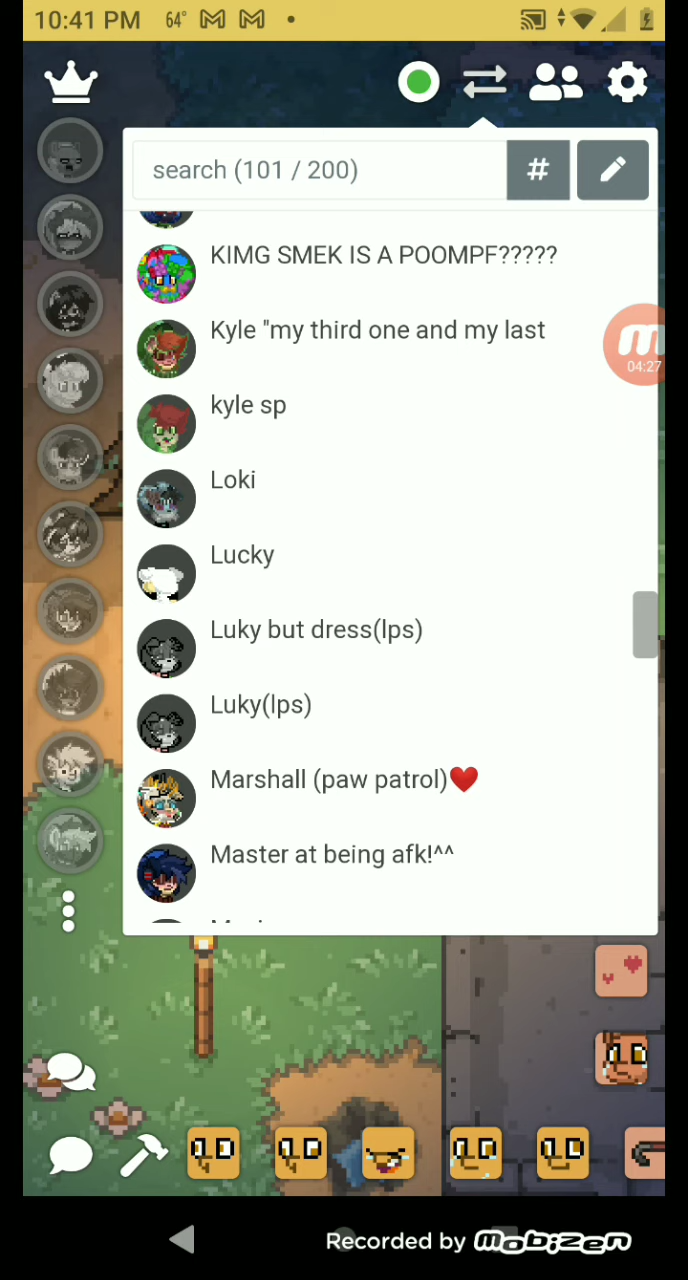 10:41 PM 64°
search (101 / 200) #
KIMG SMEK IS A POOMPF?????
Kyle "my third one and my last
04:27
kyle sp
Loki
Lucky
Luky but dress(lps)
Luky(lps)
Marshall (paw patrol)❤️
Master at being afk!^^
Recorded by mobizen